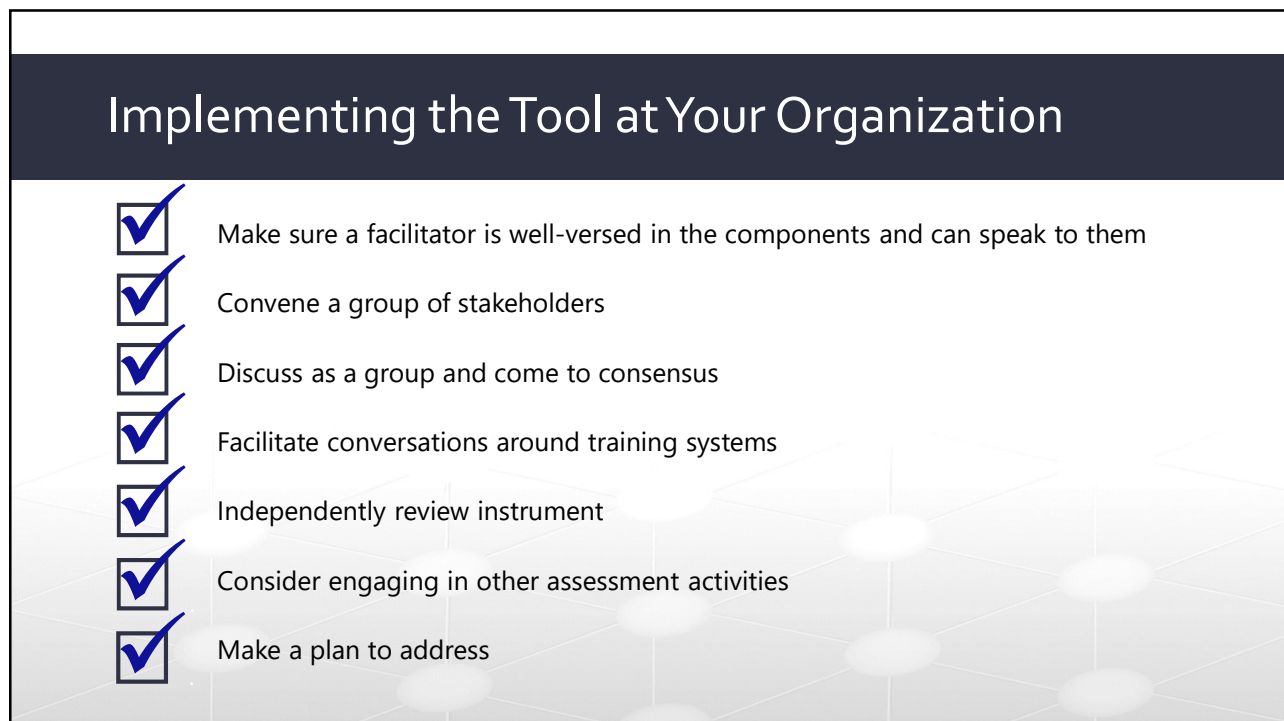 Implementing the Tool at Your Organization
Make sure a facilitator is well-versed in the components and can speak to them
Convene a group of stakeholders
Discuss as a group and come to consensus
Facilitate conversations around training systems
Independently review instrument
Consider engaging in other assessment activities
Make a plan to address